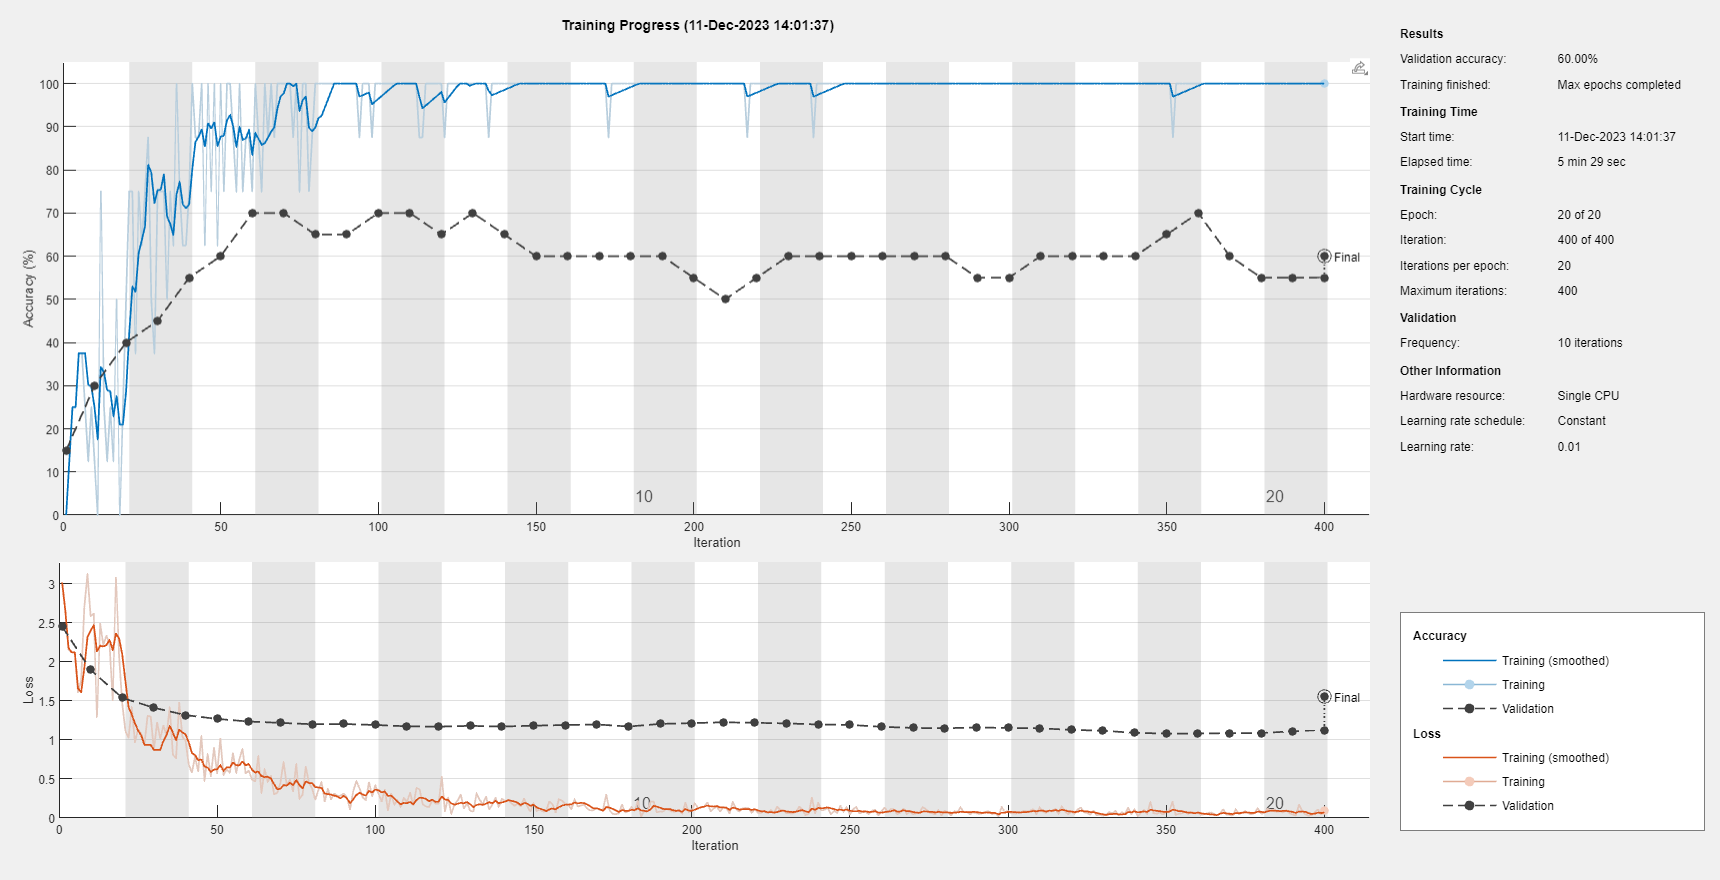 Training Progress (11-Dec-2023 14:01:37)
100
90
80
70
60
50
40
30
20
10
0
Accuracy (%)
Final
10
20
0
50
100
150
200
250
300
350
400
Iteration
3
2.5
2
1.5
1
0.5
0
Loss
Final
10
20
0
50
100
150
200
250
300
350
400
Iteration
Results
Validation accuracy: 60.00%
Training finished: Max epochs completed
Training Time
Start time: 11-Dec-2023 14:01:37
Elapsed time: 5 min 29 sec
Training Cycle
Epoch: 20 of 20
Iteration: 400 of 400
Iterations per epoch: 20
Maximum iterations: 400
Validation
Frequency: 10 iterations
Other Information
Hardware resource: Single CPU
Learning rate schedule: Constant
Learning rate: 0.01
Accuracy
Training (smoothed)
Training
Validation
Loss
Training (smoothed)
Training
Validation